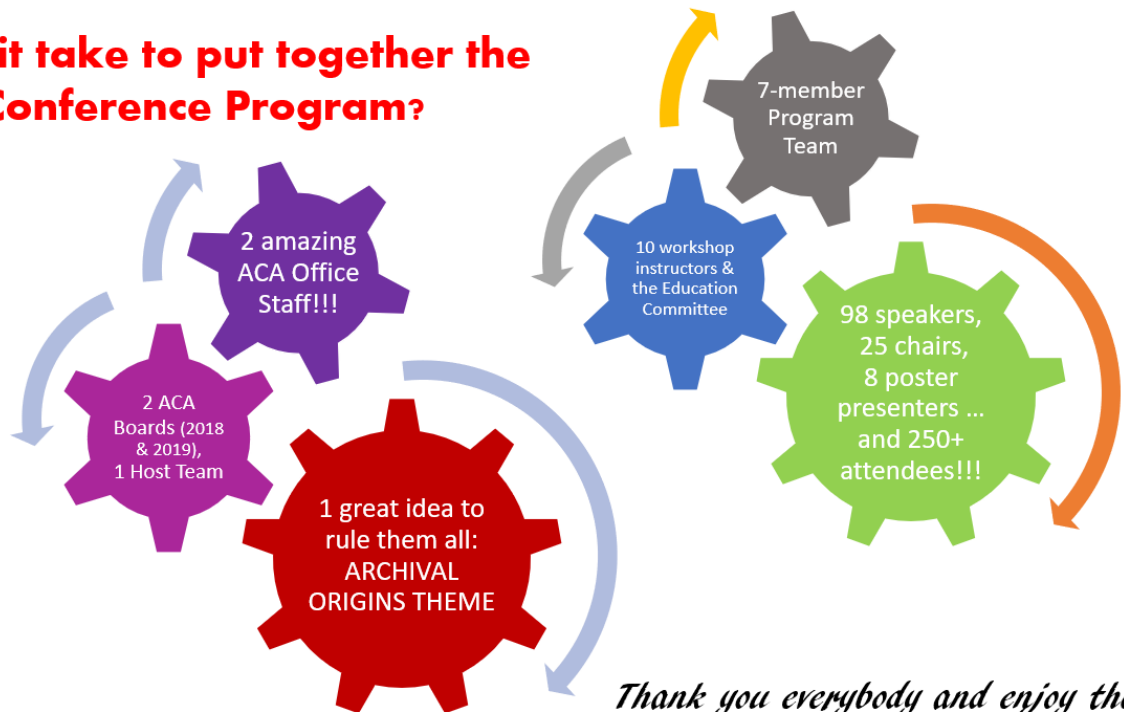 it take to put together the
Conference Program?
7-member
Program
Team
2 amazing
ACA Office
Staff!!!
10 workshop
instructors &
the Education
Committee
98 speakers,
25 chairs,
8 poster
presenters ...
and 250+
attendees!!!
2 ACA
Boards (2018
& 2019),
1 Host Team
1 great idea to
rule them all:
ARCHIVAL
ORIGINS THEME
Thank you everybody and enjoy the